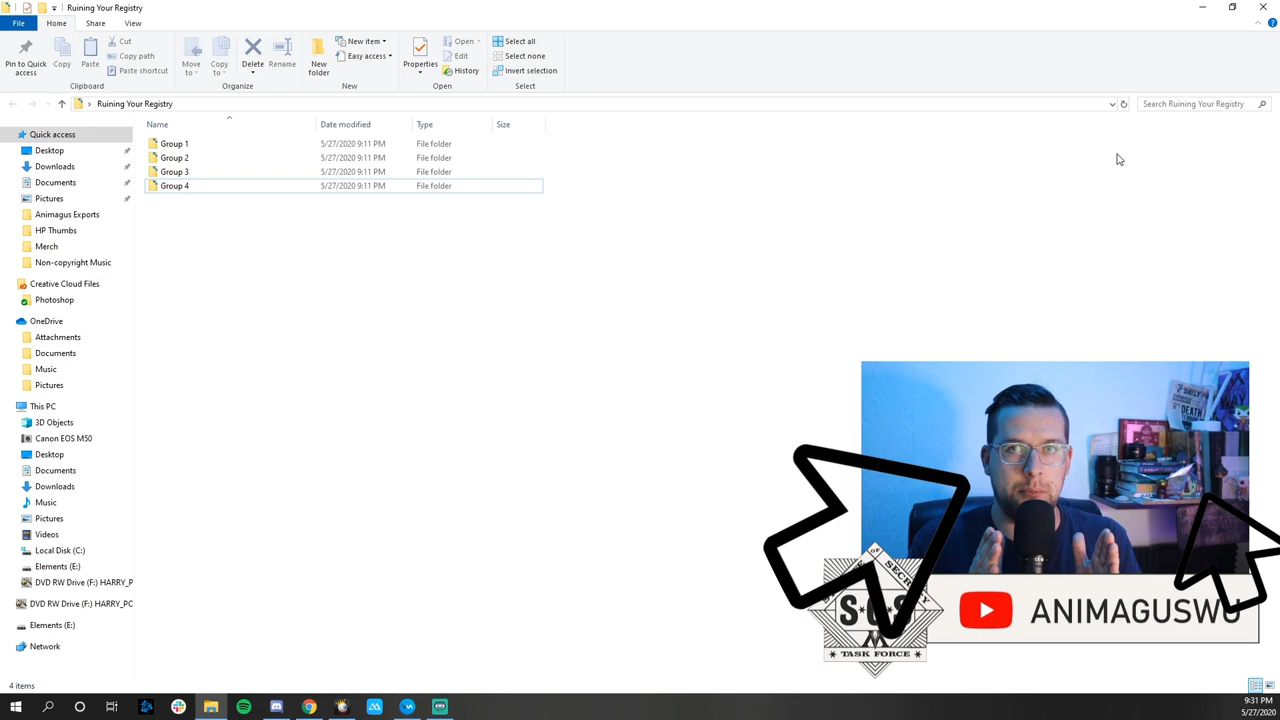 Ruining Your Registry
File Home Share View
Pin to Quick access
Copy
Paste
Cut
Copy path
Paste shortcut
Clipboard
Move to
Copy to
Delete
Rename
Organize
New folder
New item
Easy access
New
Properties
Open
Edit
History
Open
Select all
Select none
Invert selection
Select
Ruining Your Registry
Search Ruining Your Registry
Name Date modified Type Size
Group 1 5/27/2020 9:11 PM File folder
Group 2 5/27/2020 9:11 PM File folder
Group 3 5/27/2020 9:11 PM File folder
Group 4 5/27/2020 9:11 PM File folder
Quick access
Desktop
Downloads
Documents
Pictures
Animagus Exports
HP Thumbs
Merch
Non-copyright Music
Creative Cloud Files
Photoshop
OneDrive
Attachments
Documents
Music
Pictures
This PC
3D Objects
Canon EOS M50
Desktop
Documents
Downloads
Music
Pictures
Videos
Local Disk (C:)
Elements (E:)
DVD RW Drive (F:) HARRY_P
DVD RW Drive (F:) HARRY_PC
Elements (E:)
Network
DAILY
DEATH
OF SECRECY
TASK FORCE
ANIMAGUSWU
4 items
9:31 PM
5/27/2020